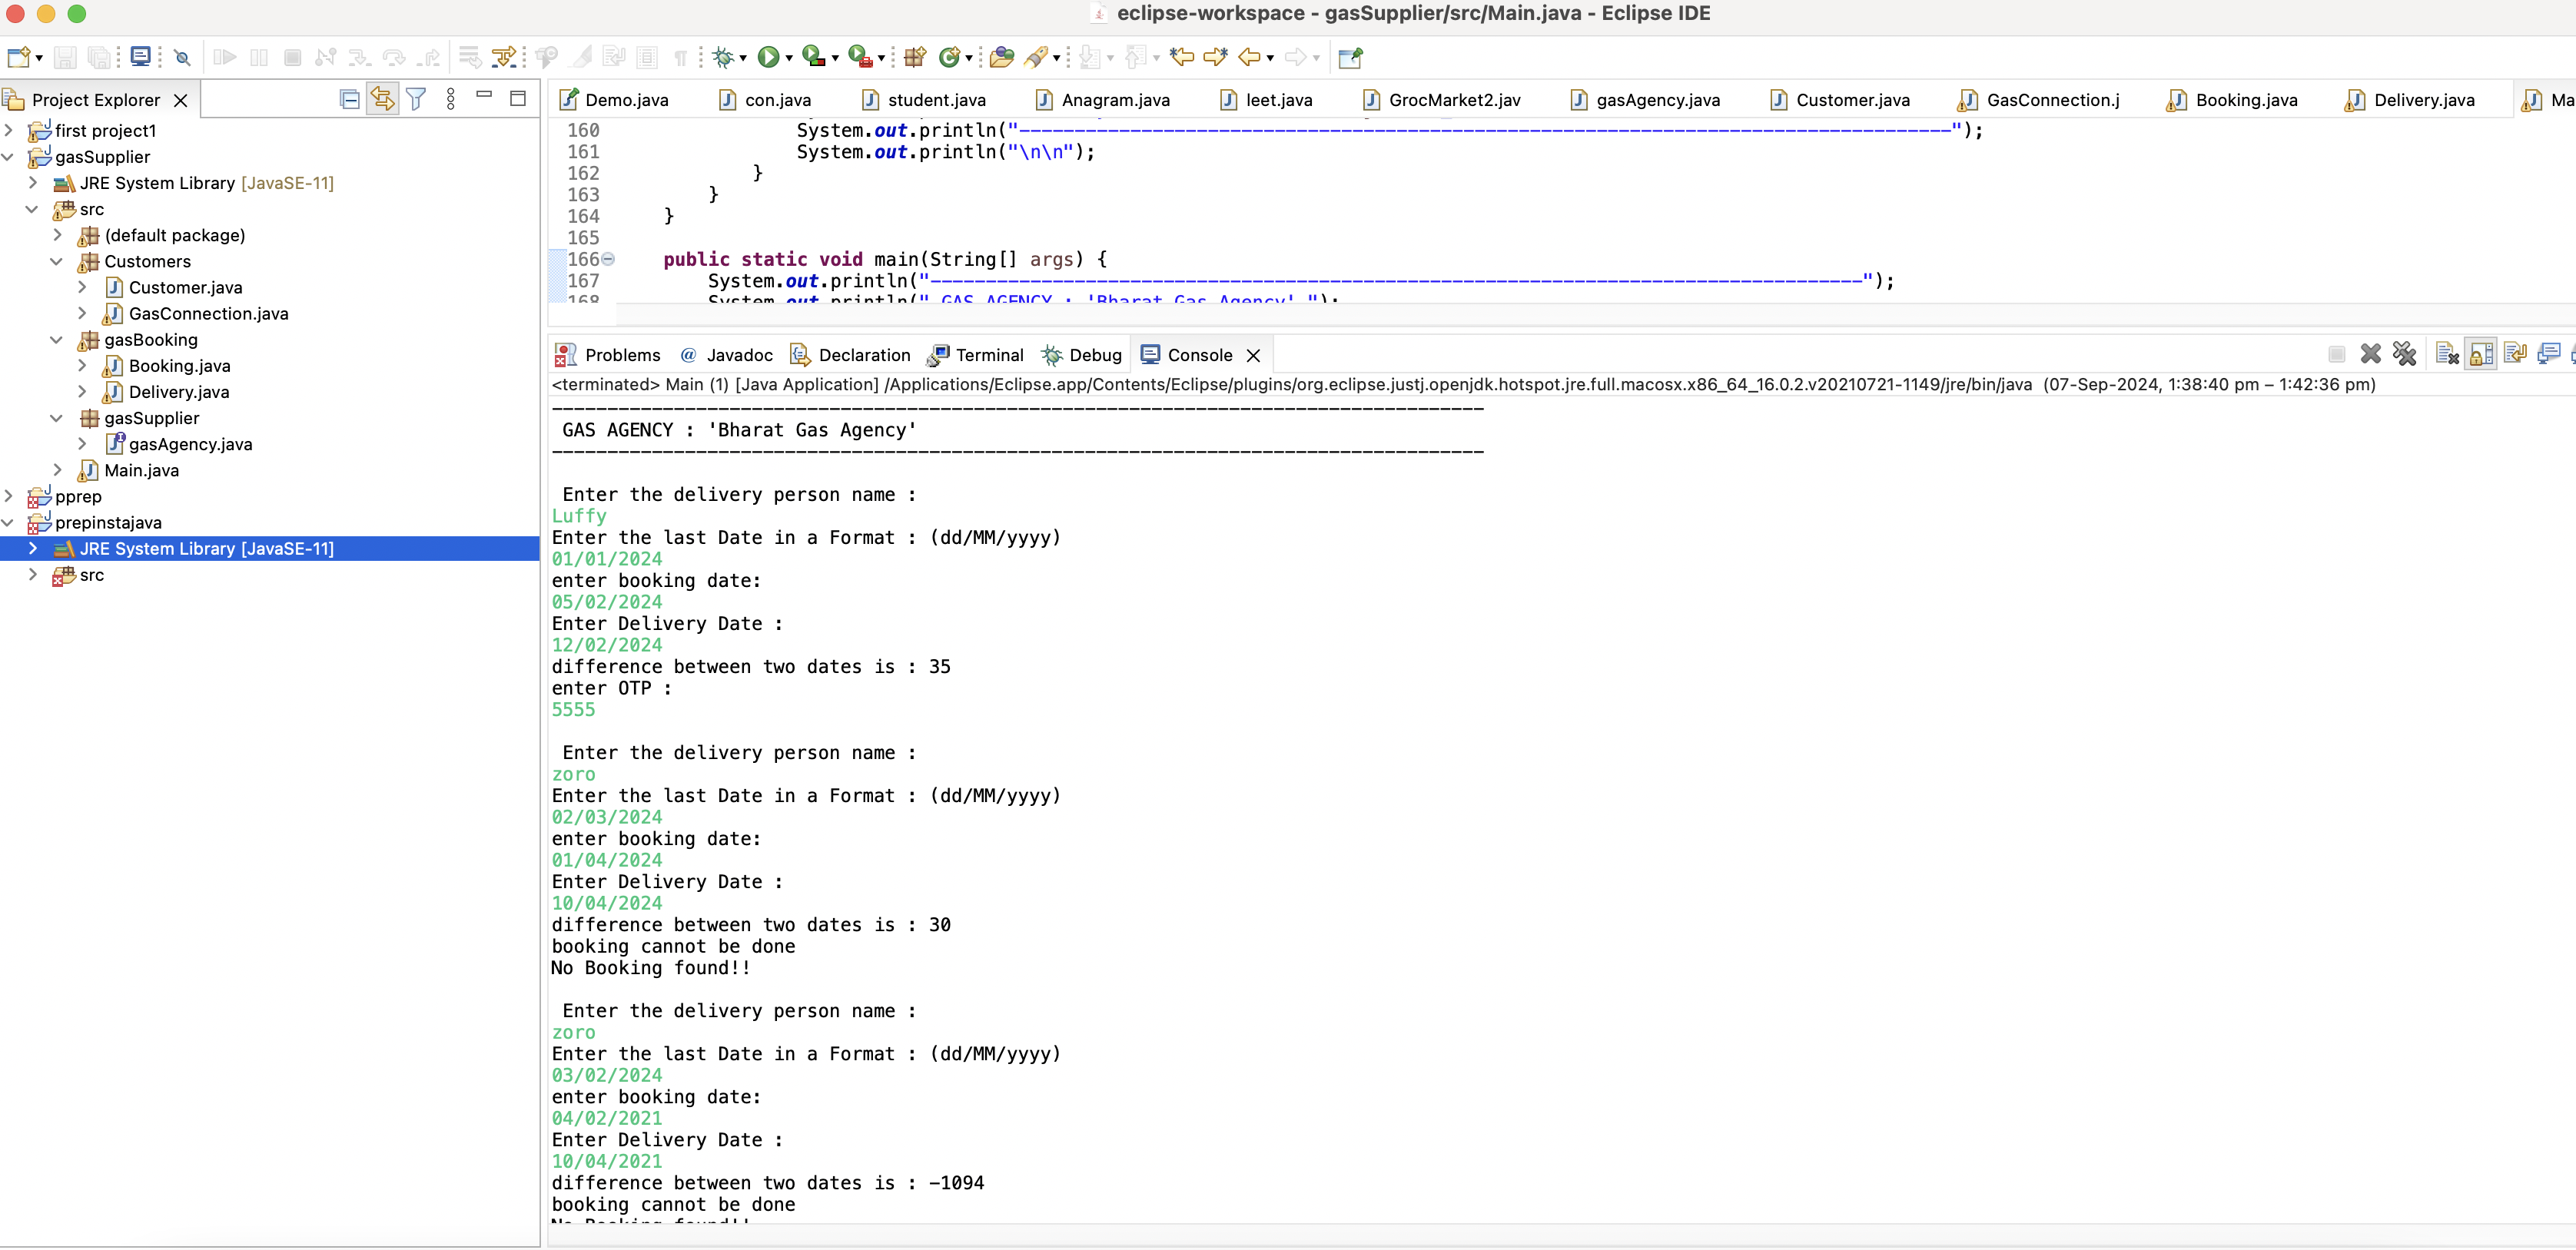 eclipse-workspace - gasSupplier/src/Main.java - Eclipse IDE
Project Explorer
first project1
gasSupplier
JRE System Library [JavaSE-11]
src
(default package)
Customers
Customer.java
GasConnection.java
gasBooking
Booking.java
Delivery.java
gasSupplier
gasAgency.java
Main.java
pprep
prepinstajava
JRE System Library [JavaSE-11]
src
Demo.java con.java student.java Anagram.java leet.java GrocMarket2.jav gasAgency.java Customer.java GasConnection.j Booking.java Delivery.java Ma
160 System.out.println("------------------------------------------------------------------------------------");
161 System.out.println("\n\n");
162 }
163 }
164 }
165
166 public static void main(String[] args) {
167 System.out.println("------------------------------------------------------------------------------------");
168 System.out.println(" GAS AGENCY : 'Bharat Gas Agency' ");
Problems @ Javadoc Declaration Terminal Debug Console
<terminated> Main (1) [Java Application] /Applications/Eclipse.app/Contents/Eclipse/plugins/org.eclipse.justj.openjdk.hotspot.jre.full.macosx.x86_64_16.0.2.v20210721-1149/jre/bin/java (07-Sep-2024, 1:38:40 pm – 1:42:36 pm)
------------------------------------------------------------------------------------
GAS AGENCY : 'Bharat Gas Agency'
------------------------------------------------------------------------------------
Enter the delivery person name :
Luffy
Enter the last Date in a Format : (dd/MM/yyyy)
01/01/2024
enter booking date:
05/02/2024
Enter Delivery Date :
12/02/2024
difference between two dates is : 35
enter OTP :
5555
Enter the delivery person name :
zoro
Enter the last Date in a Format : (dd/MM/yyyy)
02/03/2024
enter booking date:
01/04/2024
Enter Delivery Date :
10/04/2024
difference between two dates is : 30
booking cannot be done
No Booking found!!
Enter the delivery person name :
zoro
Enter the last Date in a Format : (dd/MM/yyyy)
03/02/2024
enter booking date:
04/02/2021
Enter Delivery Date :
10/04/2021
difference between two dates is : -1094
booking cannot be done
No Booking found!!